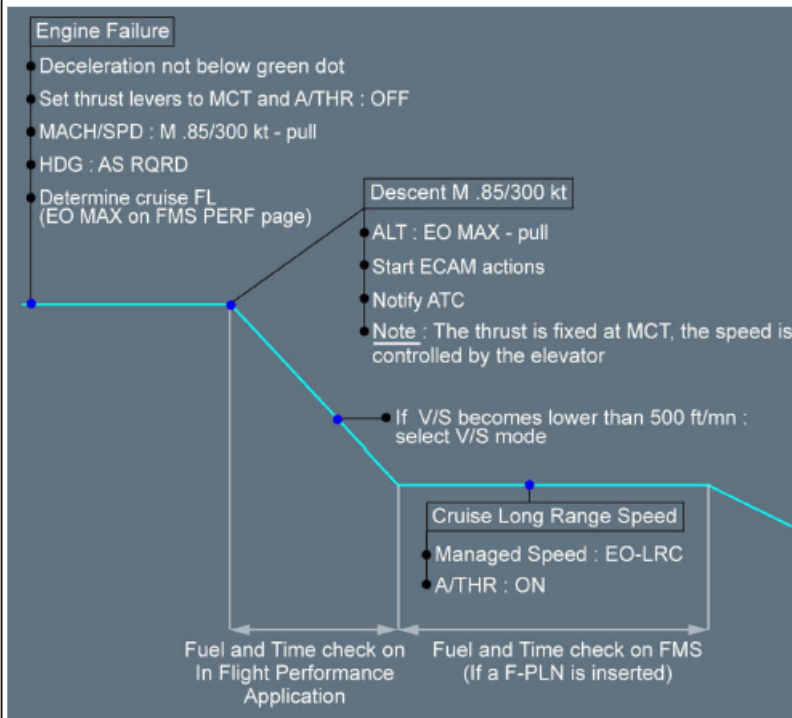 Engine Failure
Deceleration not below green dot
Set thrust levers to MCT and A/THR : OFF
MACH/SPD : M .85/300 kt - pull
HDG : AS RQRD
Determine cruise FL
(EO MAX on FMS PERF page)
Descent M .85/300 kt
ALT : EO MAX - pull
Start ECAM actions
Notify ATC
Note : The thrust is fixed at MCT, the speed is
controlled by the elevator
If V/S becomes lower than 500 ft/mn :
select V/S mode
Cruise Long Range Speed
Managed Speed : EO-LRC
A/THR : ON
Fuel and Time check on
In Flight Performance
Application
Fuel and Time check on FMS
(If a F-PLN is inserted)